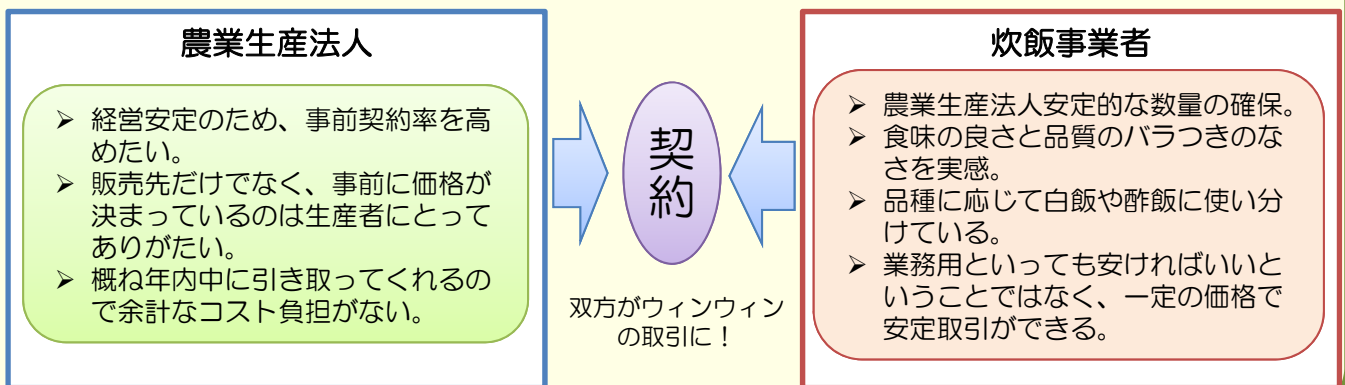 農業生産法人
➢ 経営安定のため、事前契約率を高
めたい。
➢ 販売先だけでなく、事前に価格が
決まっているのは生産者にとって
ありがたい。
➢ 概ね年内中に引き取ってくれるの
で余計なコスト負担がない。
契約
双方がウィンウィン
の取引に！
炊飯事業者
➢ 農業生産法人安定的な数量の確保。
➢ 食味の良さと品質のバラつきのな
さを実感。
➢ 品種に応じて白飯や酢飯に使い分
けている。
➢ 業務用といっても安ければいいと
いうことではなく、一定の価格で
安定取引ができる。